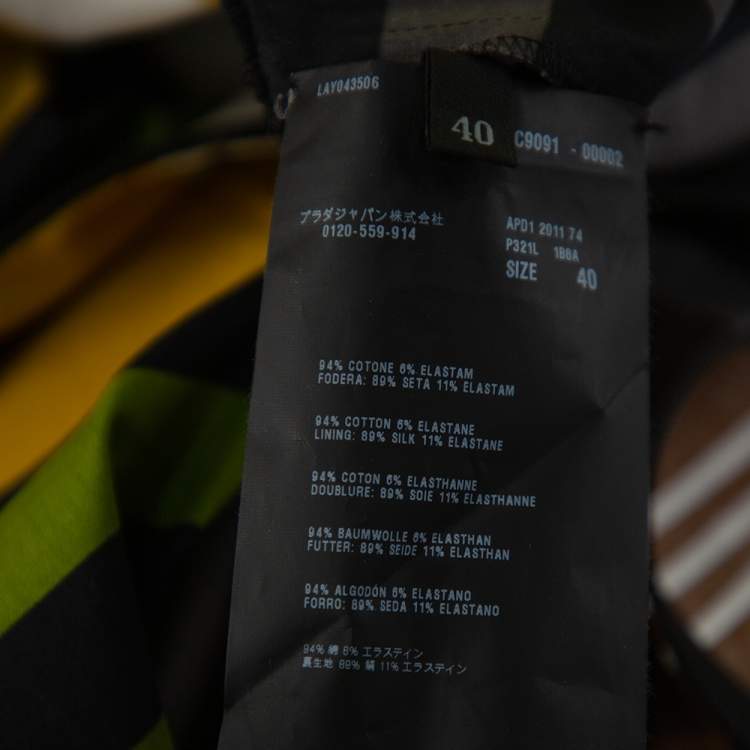 LAY043506
40
C9091 - 00002
プラダジャパン株式会社
0120-559-914
APD1 2011 74
P321L 1B6A
SIZE 40
94% COTONE 6% ELASTAM
FODERA: 89% SETA 11% ELASTAM
94% COTTON 6% ELASTANE
LINING: 89% SILK 11% ELASTANE
94% COTON 6% ELASTHANNE
DOUBLURE: 89% SOIE 11% ELASTHANNE
94% BAUMWOLLE 6% ELASTHAN
FUTTER: 89% SEIDE 11% ELASTHAN
94% ALGODÓN 6% ELASTANO
FORRO: 89% SEDA 11% ELASTANO
94% 綿 6% エラステイン
裏生地 89% 絹 11% エラステイン